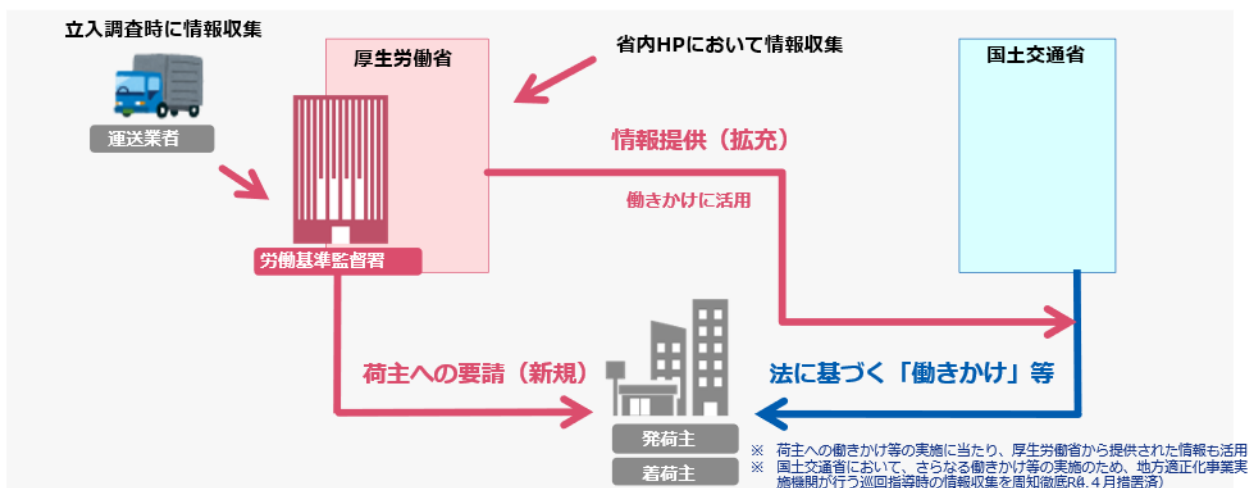 立入調査時に情報収集
運送業者
厚生労働省
省内HPにおいて情報収集
国土交通省
情報提供（拡充）
働きかけに活用
労働基準監督署
荷主への要請（新規）
法に基づく「働きかけ」等
発荷主
着荷主
※ 荷主への働きかけ等の実施に当たり、厚生労働省から提供された情報も活用
※ 国土交通省において、さらなる働きかけ等の実施のため、地方適正化事業実
施機関が行う巡回指導時の情報収集を周知徹底 ４月措置済）